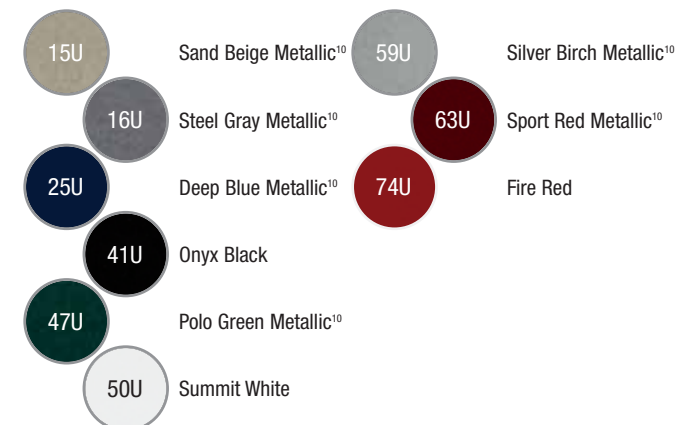 15U Sand Beige Metallic¹⁰
16U Steel Gray Metallic¹⁰
25U Deep Blue Metallic¹⁰
41U Onyx Black
47U Polo Green Metallic¹⁰
50U Summit White
59U Silver Birch Metallic¹⁰
63U Sport Red Metallic¹⁰
74U Fire Red